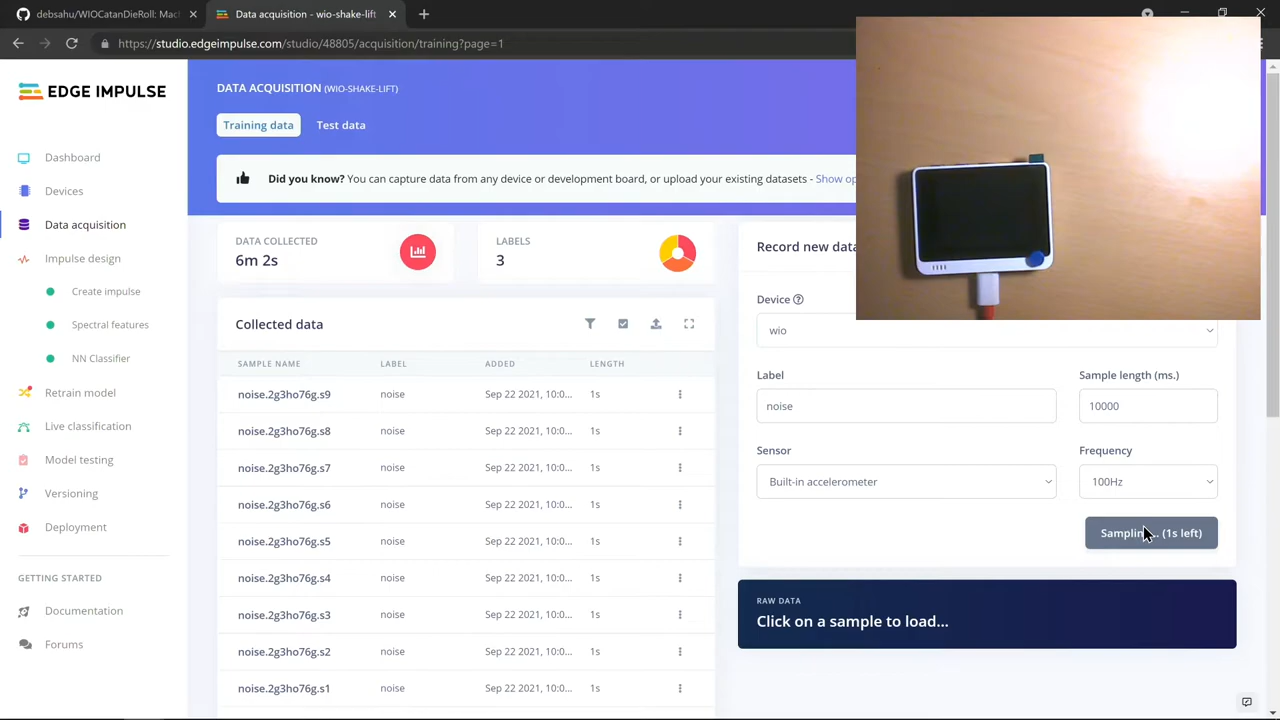 debsahu/WIOCatanDieRoll: Mac
Data acquisition - wio-shake-lift
https://studio.edgeimpulse.com/studio/48805/acquisition/training?page=1
EDGE IMPULSE
Dashboard
Devices
Data acquisition
Impulse design
Create impulse
Spectral features
NN Classifier
Retrain model
Live classification
Model testing
Versioning
Deployment
GETTING STARTED
Documentation
Forums
DATA ACQUISITION (WIO-SHAKE-LIFT)
Training data
Test data
Did you know? You can capture data from any device or development board, or upload your existing datasets - Show op
DATA COLLECTED
6m 2s
LABELS
3
Collected data
SAMPLE NAME LABEL ADDED LENGTH
noise.2g3ho76g.s9 noise Sep 22 2021, 10:0... 1s
noise.2g3ho76g.s8 noise Sep 22 2021, 10:0... 1s
noise.2g3ho76g.s7 noise Sep 22 2021, 10:0... 1s
noise.2g3ho76g.s6 noise Sep 22 2021, 10:0... 1s
noise.2g3ho76g.s5 noise Sep 22 2021, 10:0... 1s
noise.2g3ho76g.s4 noise Sep 22 2021, 10:0... 1s
noise.2g3ho76g.s3 noise Sep 22 2021, 10:0... 1s
noise.2g3ho76g.s2 noise Sep 22 2021, 10:0... 1s
noise.2g3ho76g.s1 noise Sep 22 2021, 10:0... 1s
Record new data
Device
wio
Label
noise
Sample length (ms.)
10000
Sensor
Built-in accelerometer
Frequency
100Hz
Sampling... (1s left)
RAW DATA
Click on a sample to load...